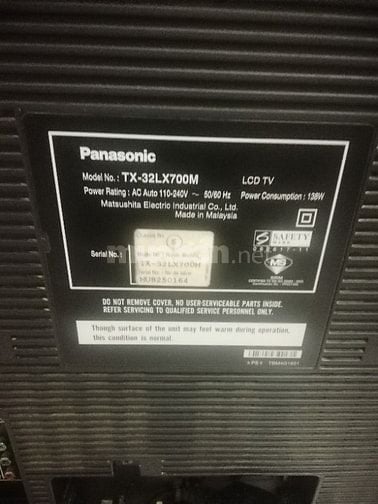 Panasonic
Model No.: TX-32LX700M LCD TV
Power Rating : AC Auto 110-240V ~ 50/60 Hz Power Consumption : 138W
Matsushita Electric Industrial Co., Ltd.
Made in Malaysia
SAFETY
Serial No.:
TX-32LX700M
MU8250164
DO NOT REMOVE COVER, NO USER-SERVICEABLE PARTS INSIDE.
REFER SERVICING TO QUALIFIED SERVICE PERSONNEL ONLY.
Though surface of the unit may feel warm during operation,
this condition is normal.